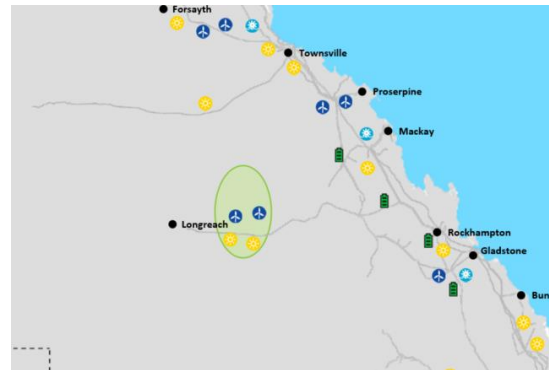 Forsayth
Townsville
Proserpine
Mackay
Longreach
Rockhampton
Gladstone
Bun